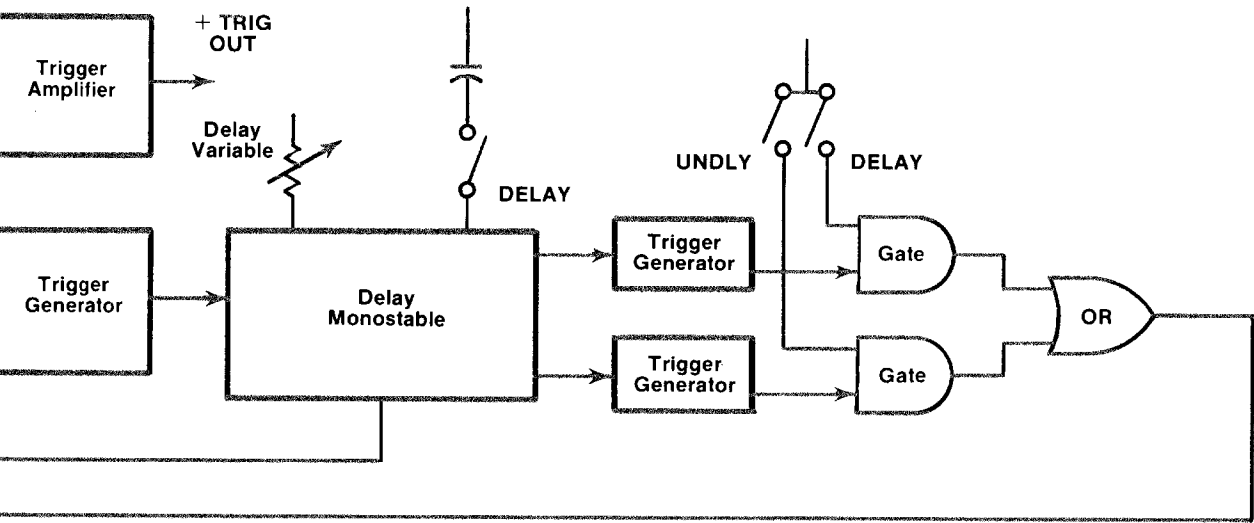 + TRIG
OUT
Trigger
Amplifier
Delay
Variable
DELAY
UNDLY
DELAY
Trigger
Generator
Delay
Monostable
Trigger
Generator
Gate
OR
Trigger
Generator
Gate